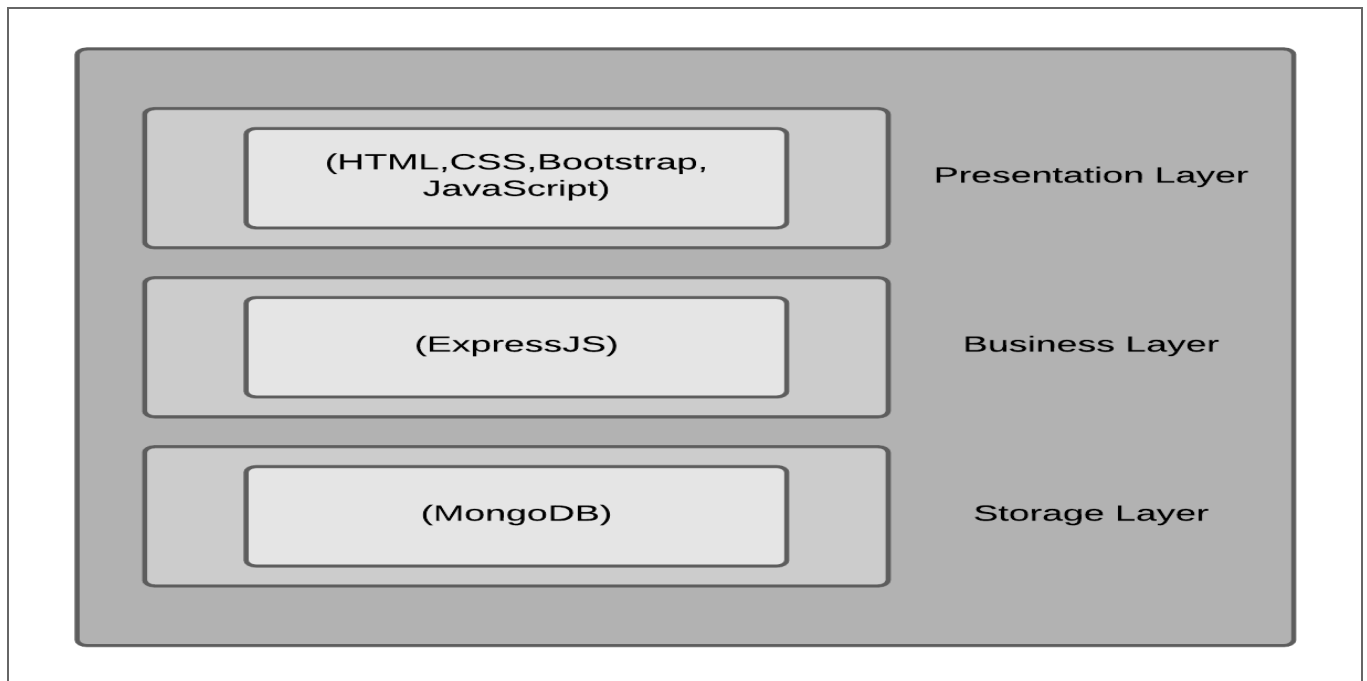 (HTML,CSS,Bootstrap,
JavaScript)
Presentation Layer
(ExpressJS)
Business Layer
(MongoDB)
Storage Layer